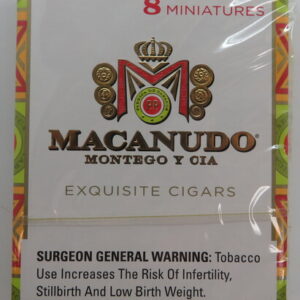 8 MINIATURES
MACANUDO®
MONTEGO Y CIA
EXQUISITE CIGARS
SURGEON GENERAL WARNING: Tobacco
Use Increases The Risk Of Infertility,
Stillbirth And Low Birth Weight.